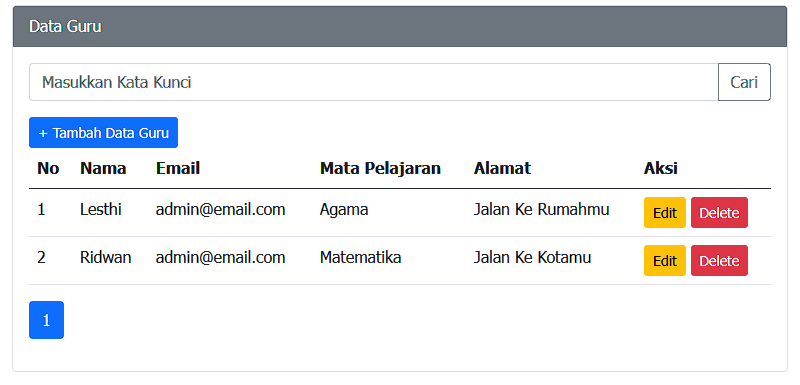 Data Guru
Masukkan Kata Kunci Cari
+ Tambah Data Guru
No Nama Email Mata Pelajaran Alamat Aksi
1 Lesthi admin@email.com Agama Jalan Ke Rumahmu Edit Delete
2 Ridwan admin@email.com Matematika Jalan Ke Kotamu Edit Delete
1